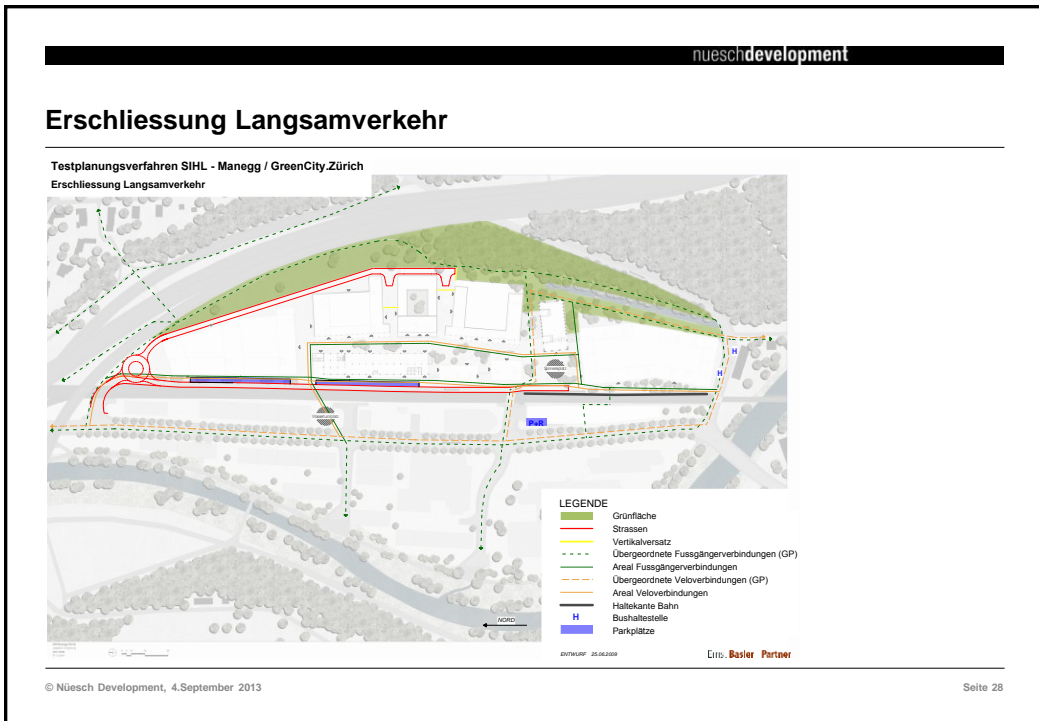 nueschdevelopment
Erschliessung Langsamverkehr
Testplanungsverfahren SIHL - Manegg / GreenCity.Zürich
Erschliessung Langsamverkehr
H
H
P+R
LEGENDE
Grünfläche
Strassen
Vertikalversatz
Übergeordnete Fussgängerverbindungen (GP)
Areal Fussgängerverbindungen
Übergeordnete Veloverbindungen (GP)
Areal Veloverbindungen
Haltekante Bahn
H Bushaltestelle
Parkplätze
NORD
ENTWURF 25.06.2009
Basler Partner
© Nüesch Development, 4.September 2013
Seite 28